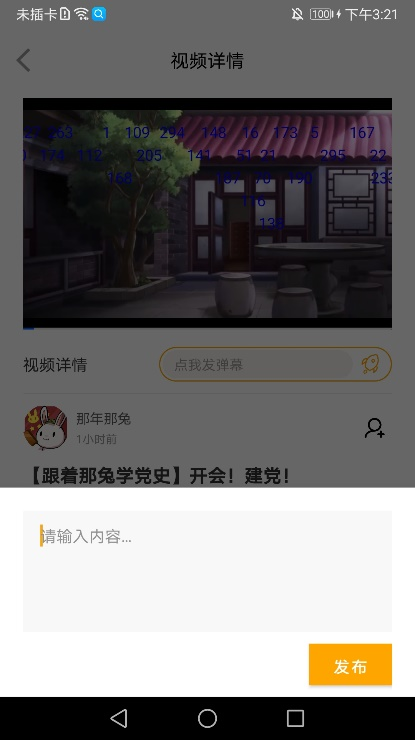 未插卡 100 下午3:21
视频详情
263 1 109 294 148 16 173 5 167
174 112 205 141 51 21 295 22
168 190
116
视频详情 点我发弹幕
那年那兔
1小时前
【跟着那兔学党史】开会！建党！
请输入内容...
发布